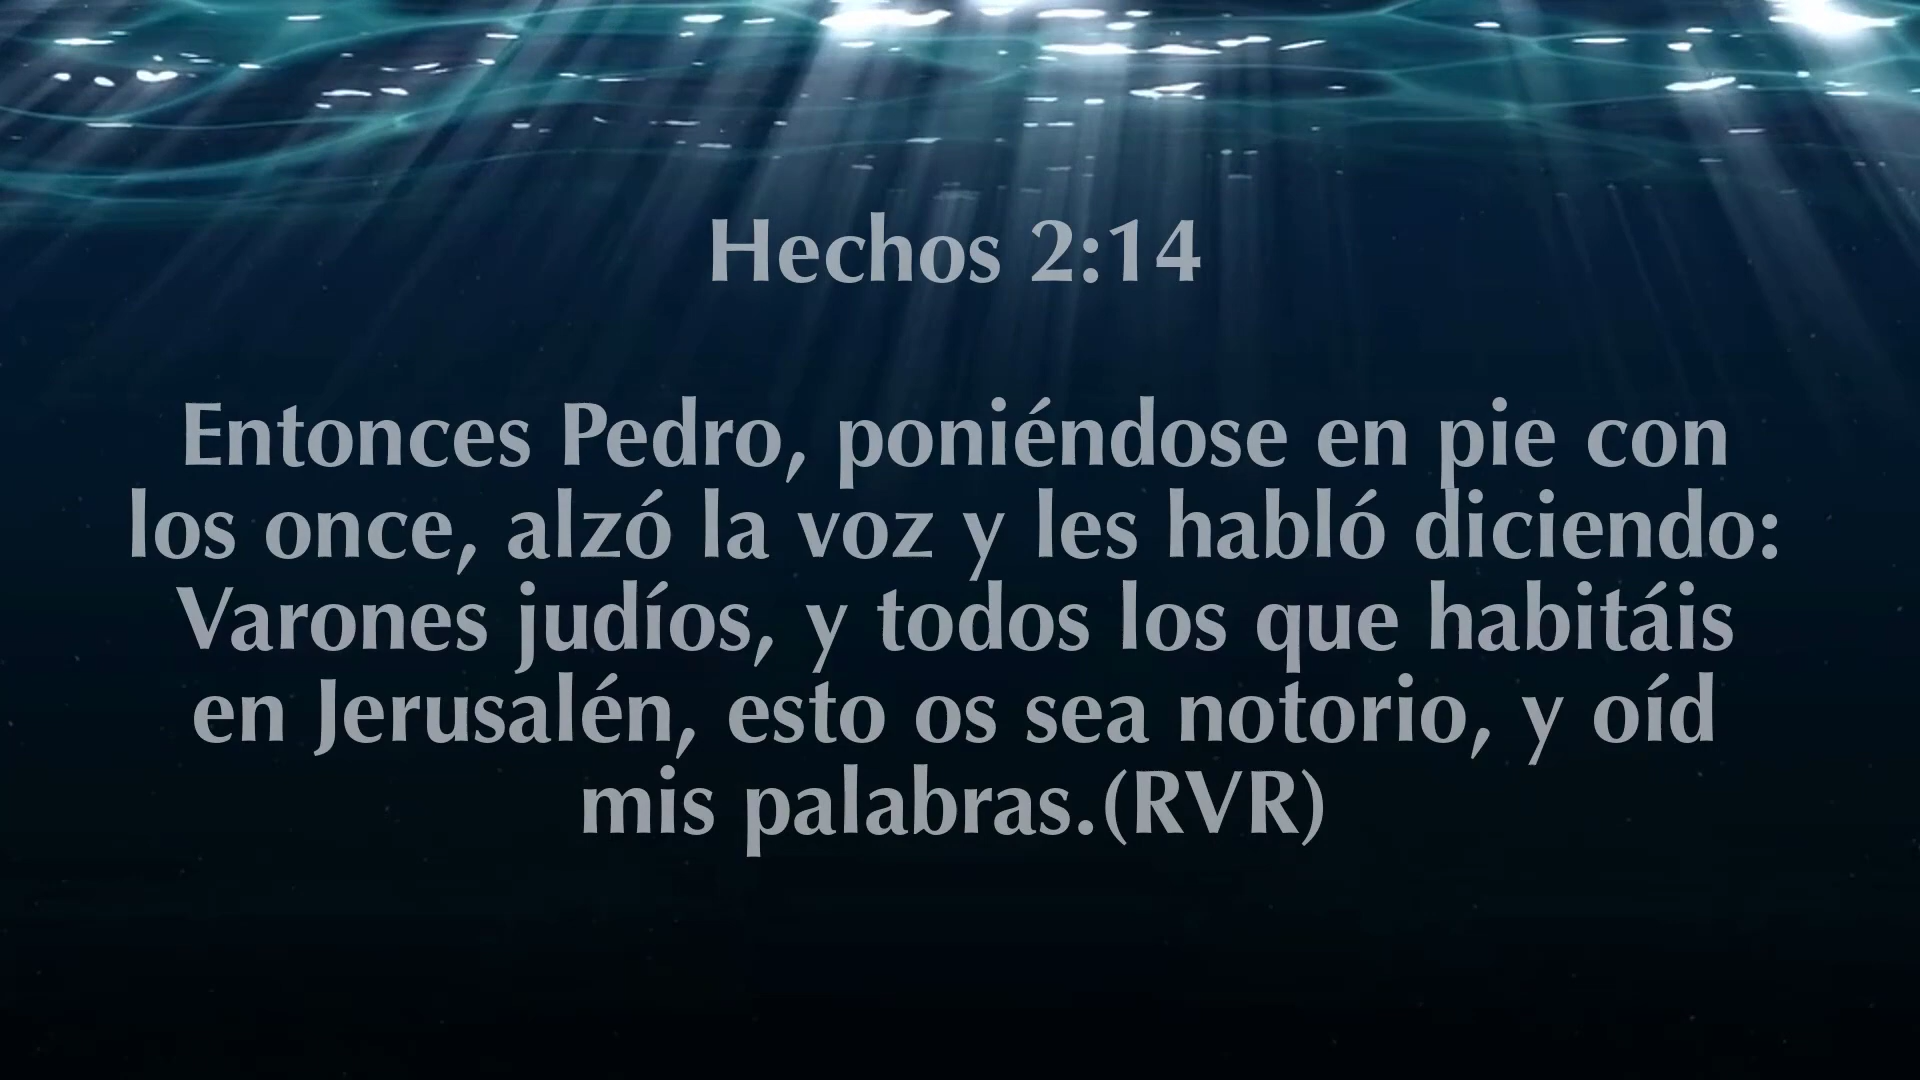 Hechos 2:14
Entonces Pedro, poniéndose en pie con
los once, alzó la voz y les habló diciendo:
Varones judíos, y todos los que habitáis
en Jerusalén, esto os sea notorio, y oíd
mis palabras.(RVR)